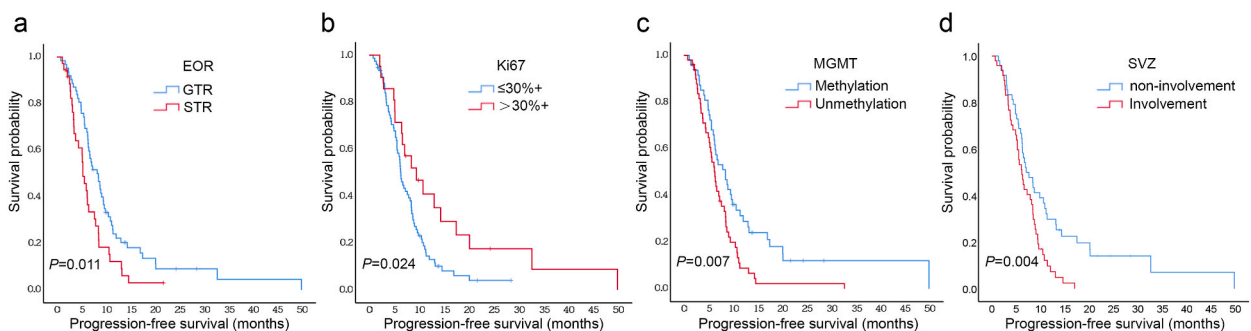 a
EOR
GTR
STR
Survival probability
1.0
0.8
0.6
0.4
0.2
0.0
P=0.011
0 5 10 15 20 25 30 35 40 45 50
Progression-free survival (months)
b
Ki67
≤30%+
>30%+
Survival probability
1.0
0.8
0.6
0.4
0.2
0.0
P=0.024
0 5 10 15 20 25 30 35 40 45 50
Progression-free survival (months)
c
MGMT
Methylation
Unmethylation
Survival probability
1.0
0.8
0.6
0.4
0.2
0.0
P=0.007
0 5 10 15 20 25 30 35 40 45 50
Progression-free survival (months)
d
SVZ
non-involvement
Involvement
Survival probability
1.0
0.8
0.6
0.4
0.2
0.0
P=0.004
0 5 10 15 20 25 30 35 40 45 50
Progression-free survival (months)